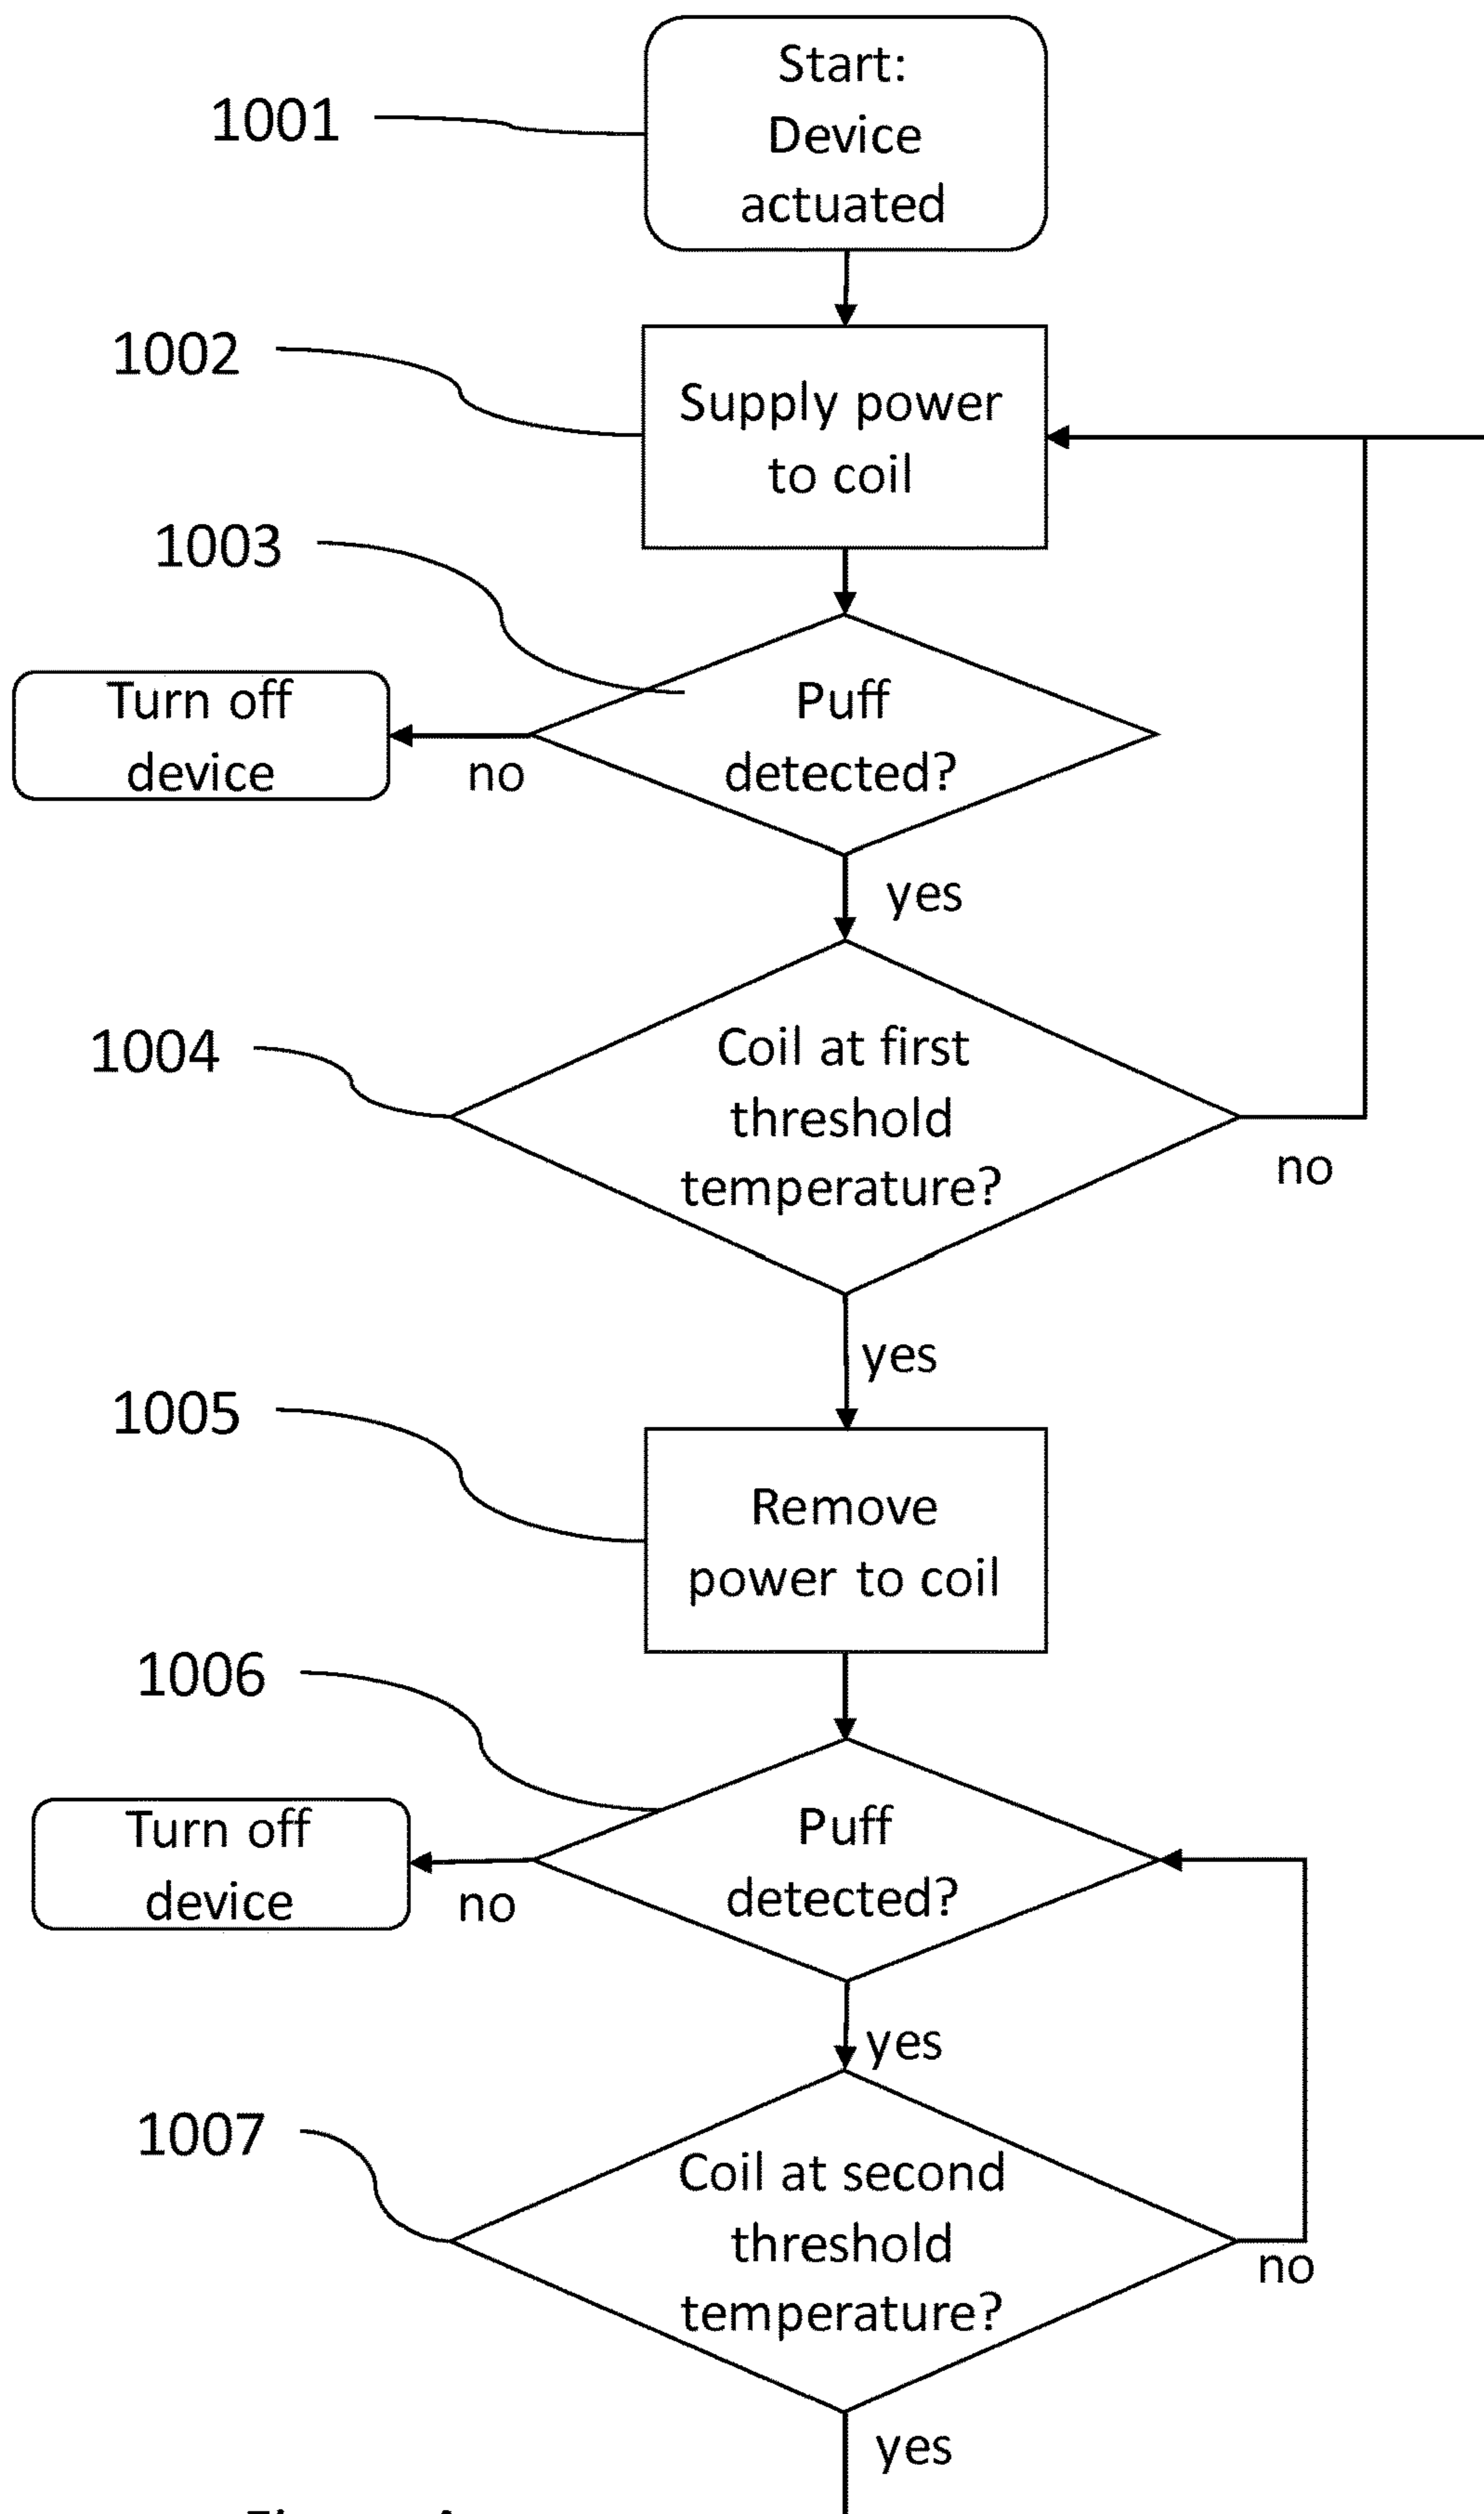 Start:
Device
actuated
1001
1002
Supply power
to coil
1003
Puff
detected?
Turn off
device
no
yes
1004
Coil at first
threshold
temperature?
no
yes
1005
Remove
power to coil
1006
Puff
detected?
Turn off
device
no
yes
1007
Coil at second
threshold
temperature?
no
yes